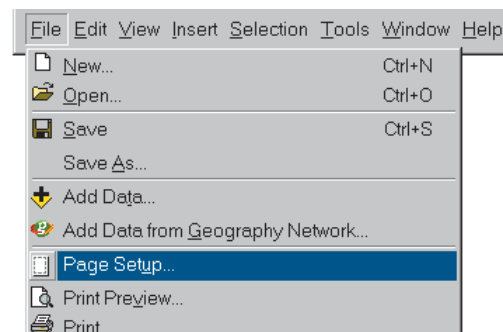 File Edit View Insert Selection Tools Window Help
New... Ctrl+N
Open... Ctrl+O
Save Ctrl+S
Save As...
Add Data...
Add Data from Geography Network...
Page Setup...
Print Preview...
Print